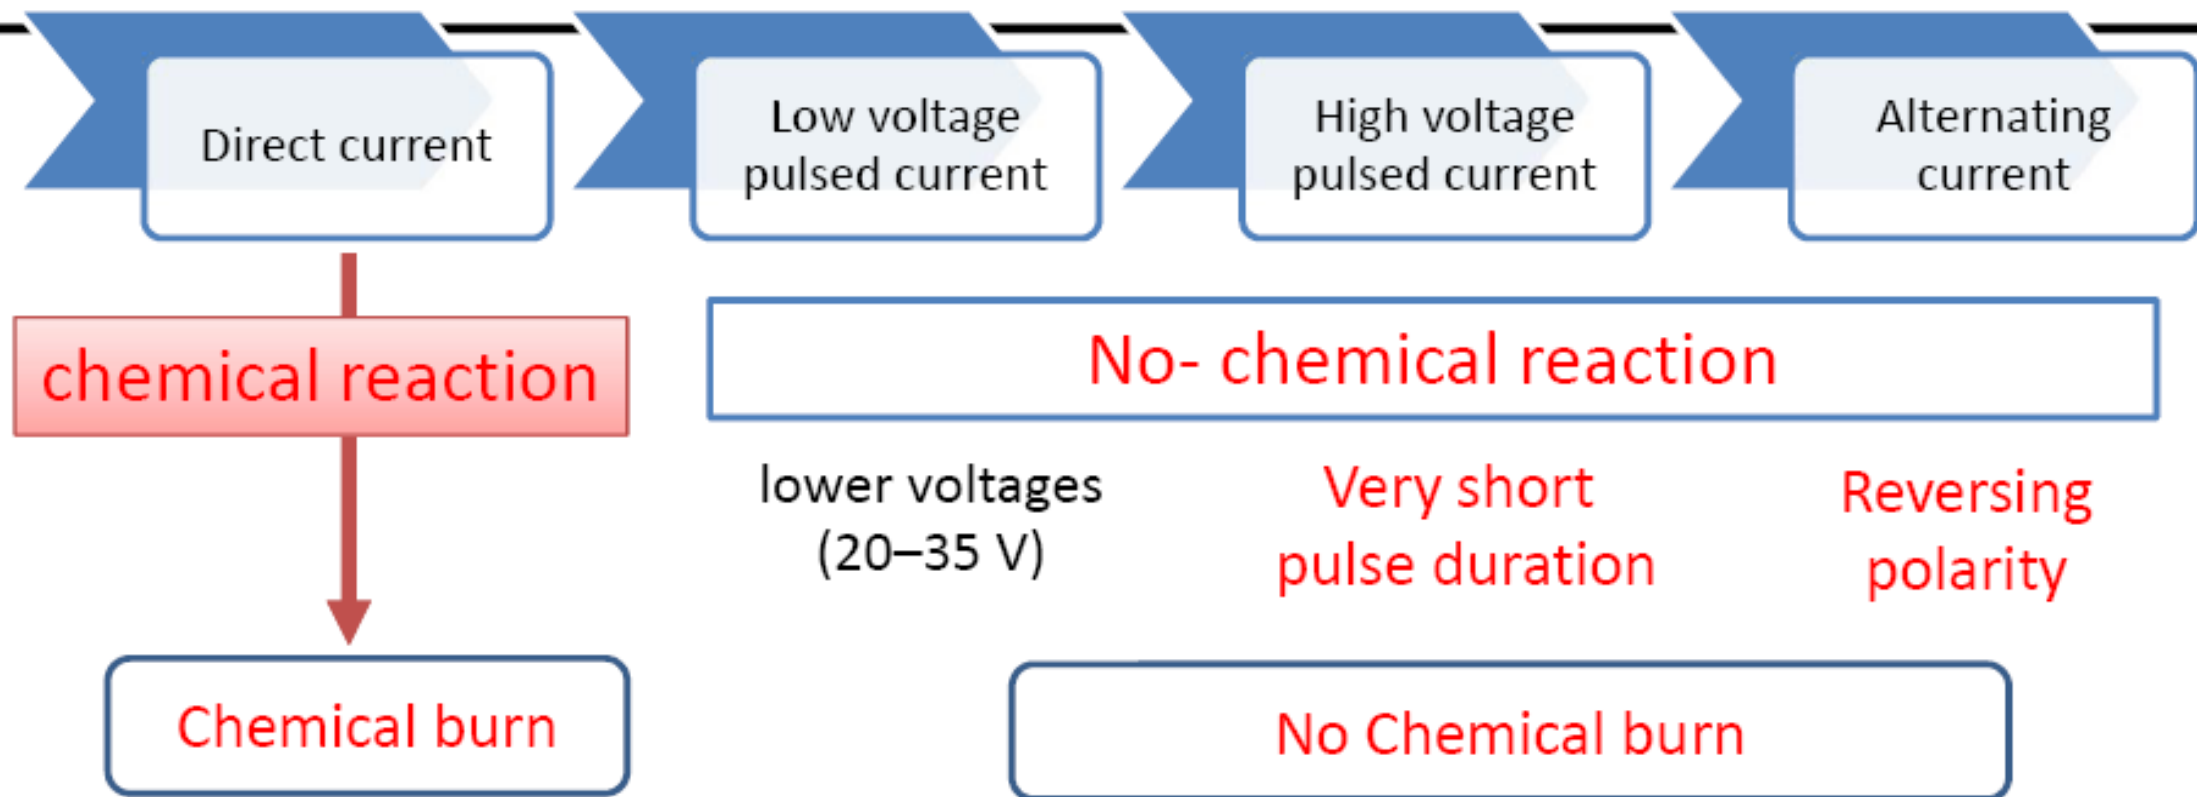 Direct current
Low voltage
pulsed current
High voltage
pulsed current
Alternating
current
chemical reaction
No- chemical reaction
lower voltages
(20–35 V)
Very short
pulse duration
Reversing
polarity
Chemical burn
No Chemical burn